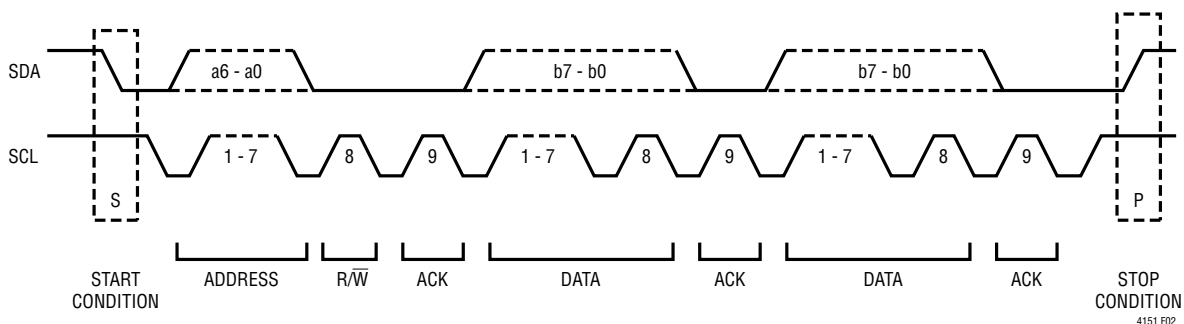 SDA
a6 - a0
b7 - b0
b7 - b0
SCL
1 - 7
8
9
1 - 7
8
9
1 - 7
8
9
S
P
START
CONDITION
ADDRESS
R/W̅
ACK
DATA
ACK
DATA
ACK
STOP
CONDITION
4151 F02